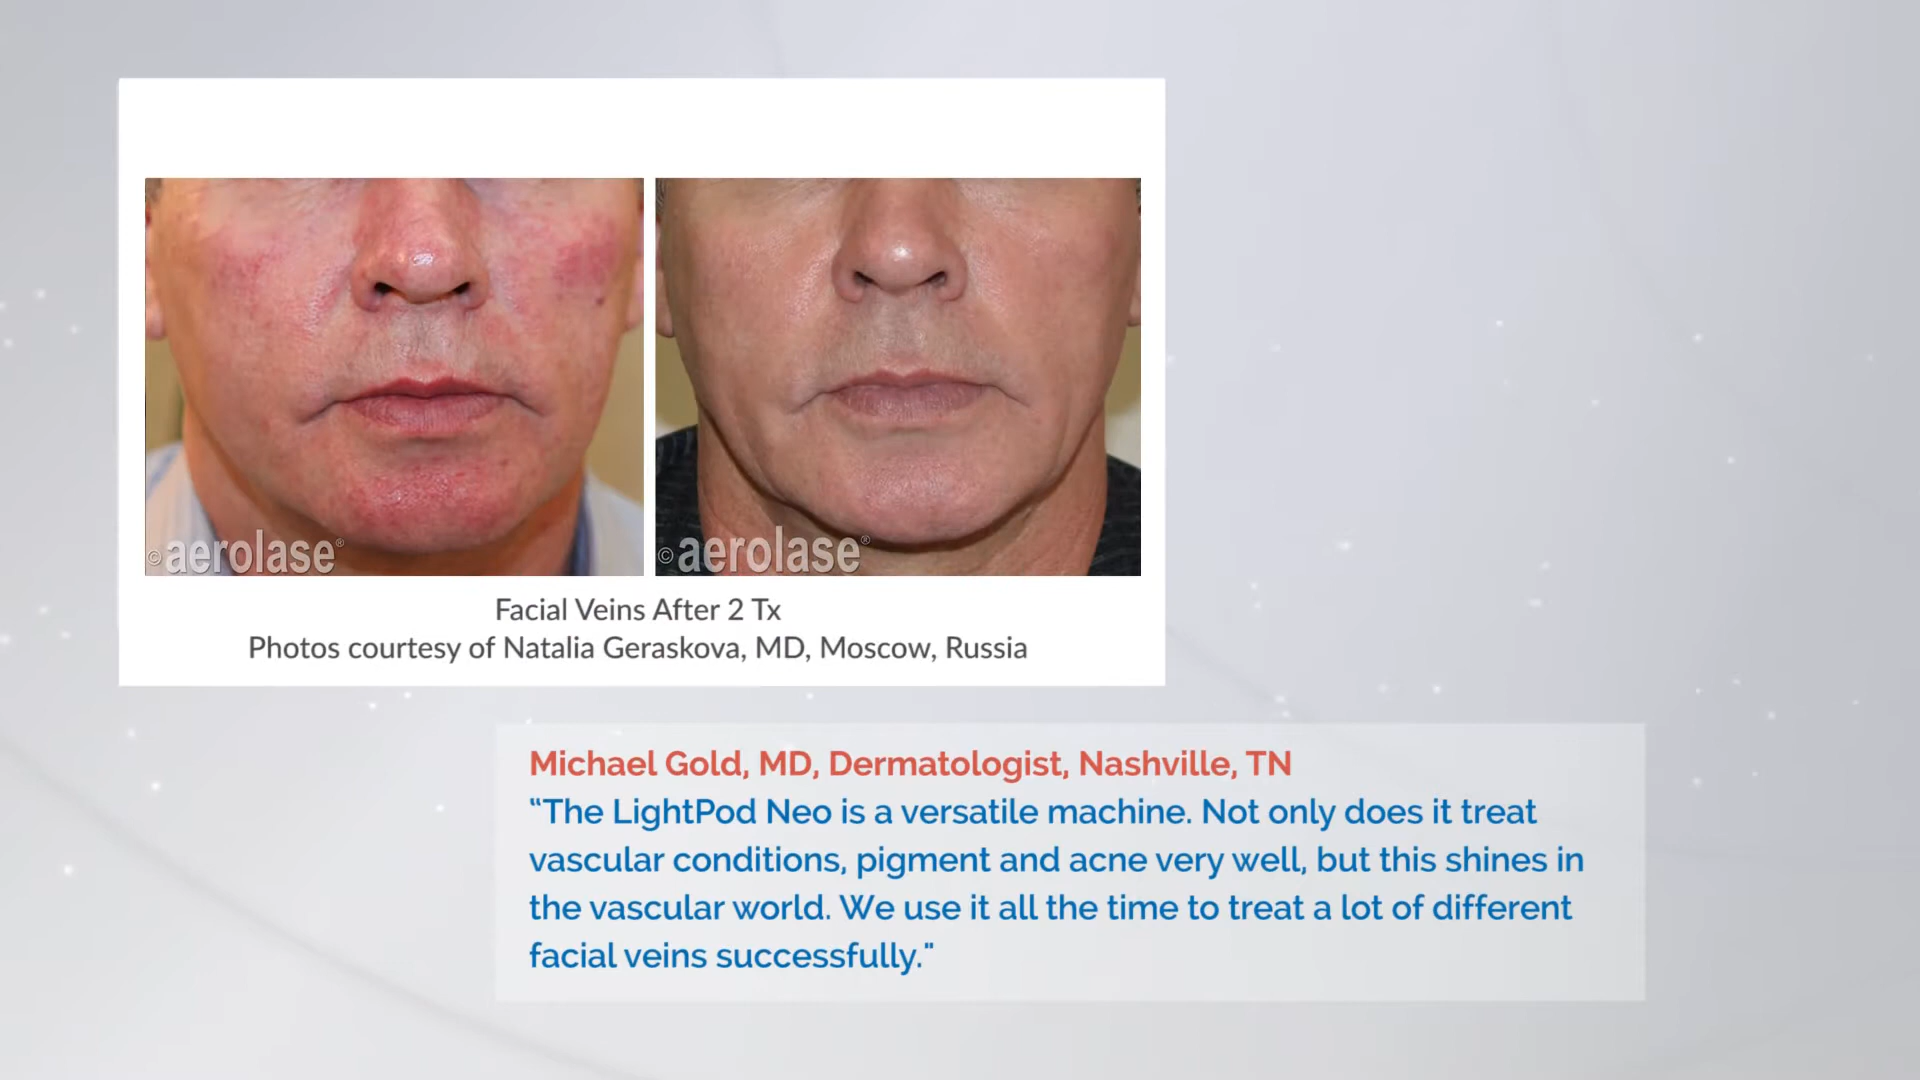 © aerolase®
© aerolase®
Facial Veins After 2 Tx
Photos courtesy of Natalia Geraskova, MD, Moscow, Russia
Michael Gold, MD, Dermatologist, Nashville, TN
“The LightPod Neo is a versatile machine. Not only does it treat
vascular conditions, pigment and acne very well, but this shines in
the vascular world. We use it all the time to treat a lot of different
facial veins successfully."